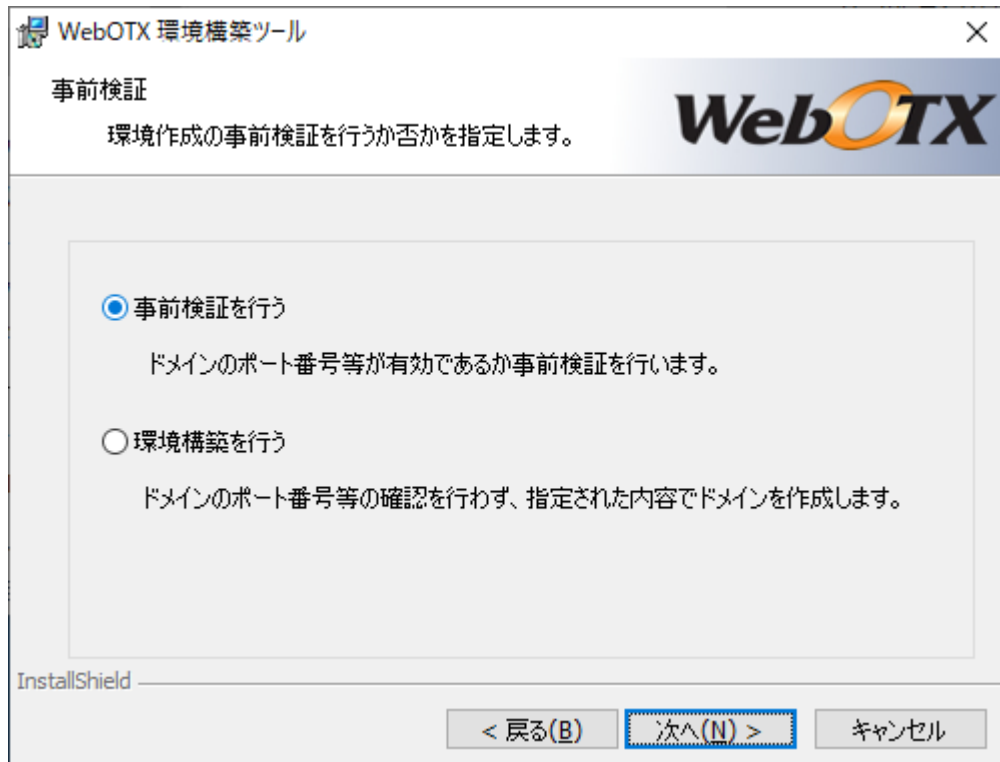 WebOTX 環境構築ツール
事前検証
環境作成の事前検証を行うか否かを指定します。
WebOTX
事前検証を行う
ドメインのポート番号等が有効であるか事前検証を行います。
環境構築を行う
ドメインのポート番号等の確認を行わず、指定された内容でドメインを作成します。
InstallShield
< 戻る(B)
次へ(N) >
キャンセル